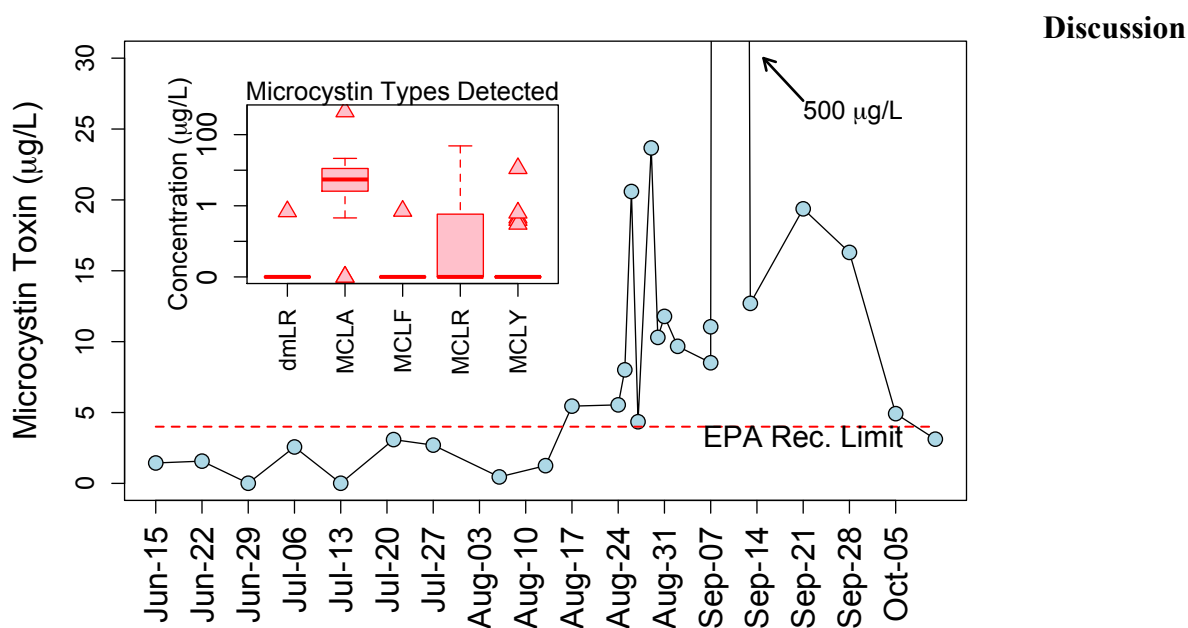 Discussion
Microcystin Toxin (μg/L)
30
25
20
15
10
5
0
Microcystin Types Detected
Concentration (μg/L)
100
1
0
dmLR
MCLA
MCLF
MCLR
MCLY
500 μg/L
EPA Rec. Limit
Jun-15
Jun-22
Jun-29
Jul-06
Jul-13
Jul-20
Jul-27
Aug-03
Aug-10
Aug-17
Aug-24
Aug-31
Sep-07
Sep-14
Sep-21
Sep-28
Oct-05